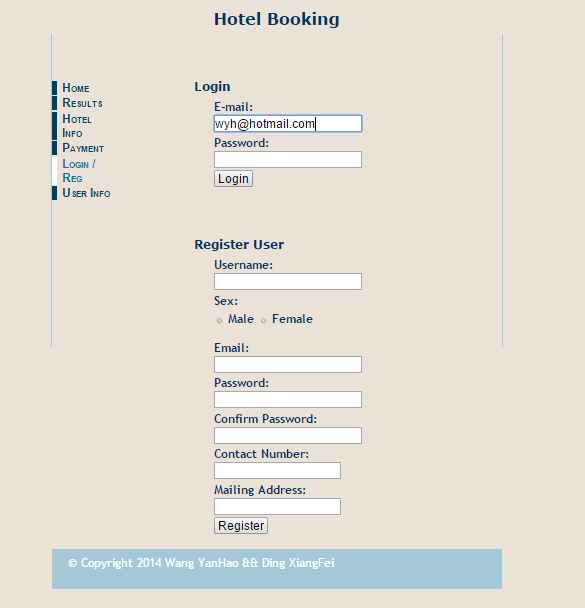 Hotel Booking
Home
Results
Hotel
Info
Payment
Login /
Reg
User Info
Login
E-mail:
wyh@hotmail.com
Password:
Login
Register User
Username:
Sex:
Male Female
Email:
Password:
Confirm Password:
Contact Number:
Mailing Address:
Register
© Copyright 2014 Wang YanHao && Ding XiangFei